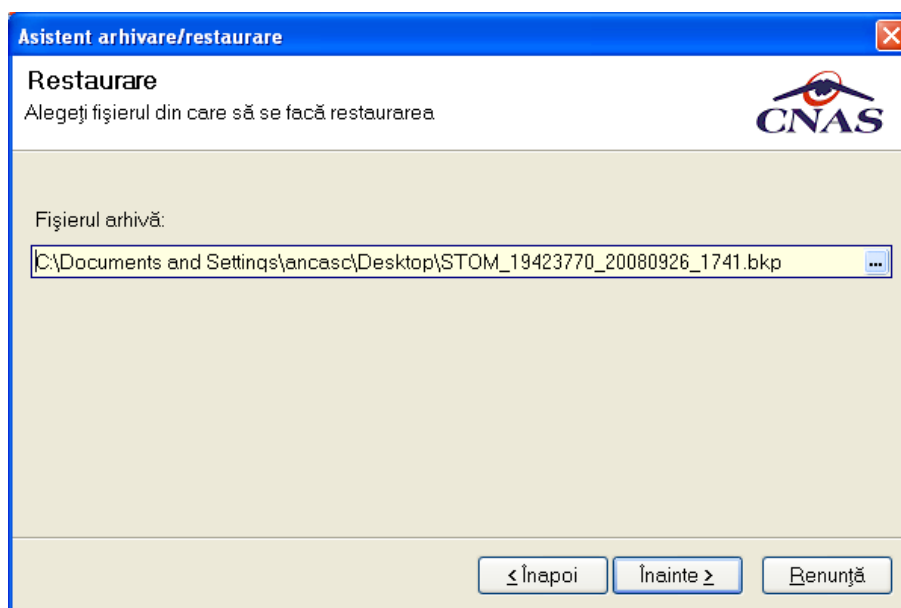 Asistent arhivare/restaurare
Restaurare
Alegeţi fişierul din care să se facă restaurarea
CNAS
Fişierul arhivă:
C:\Documents and Settings\ancasc\Desktop\STOM_19423770_20080926_1741.bkp ...
< Înapoi Înainte > Renunţă